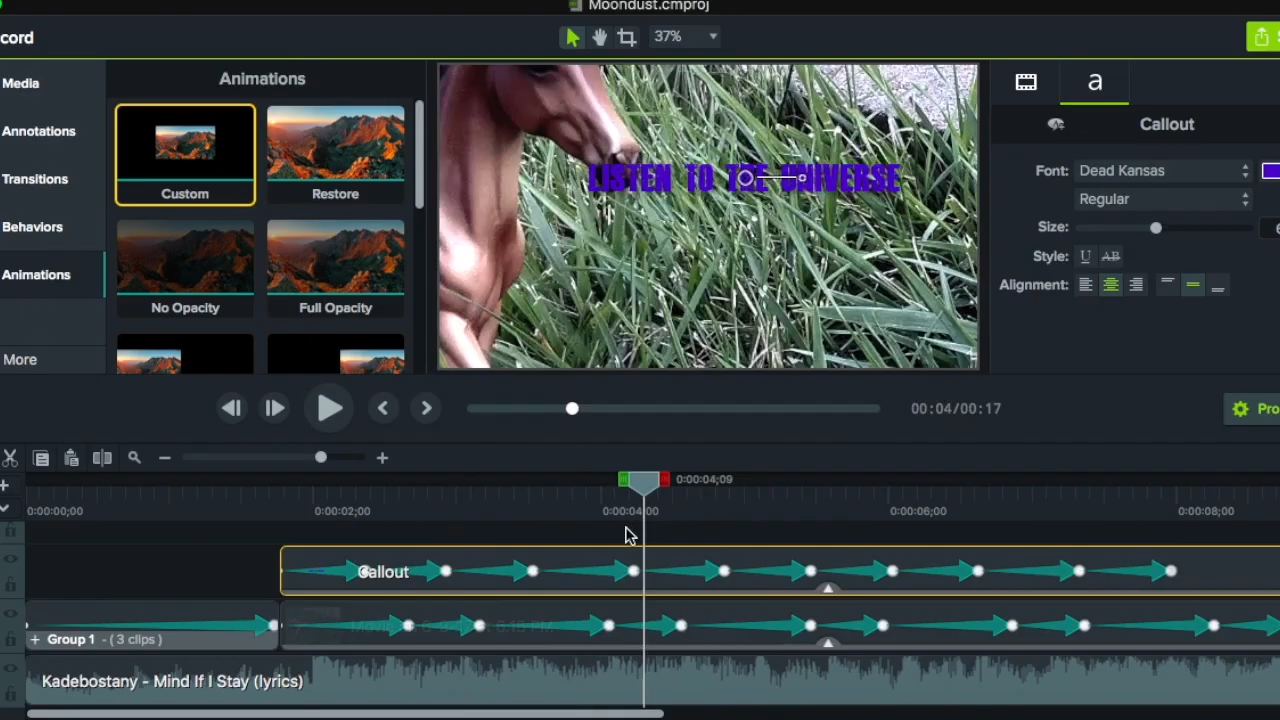 Moondust.cmproj
cord
37%
Media
Annotations
Transitions
Behaviors
Animations
More
Animations
Custom
Restore
No Opacity
Full Opacity
LISTEN TO THE UNIVERSE
a
Callout
Font:
Dead Kansas
Regular
Size:
Style:
U
AB
Alignment:
00:04/00:17
Pro
0:00:04;09
0:00:00;00
0:00:02;00
0:00:04;00
0:00:06;00
0:00:08;00
Callout
+ Group 1 - ( 3 clips )
Kadebostany - Mind If I Stay (lyrics)